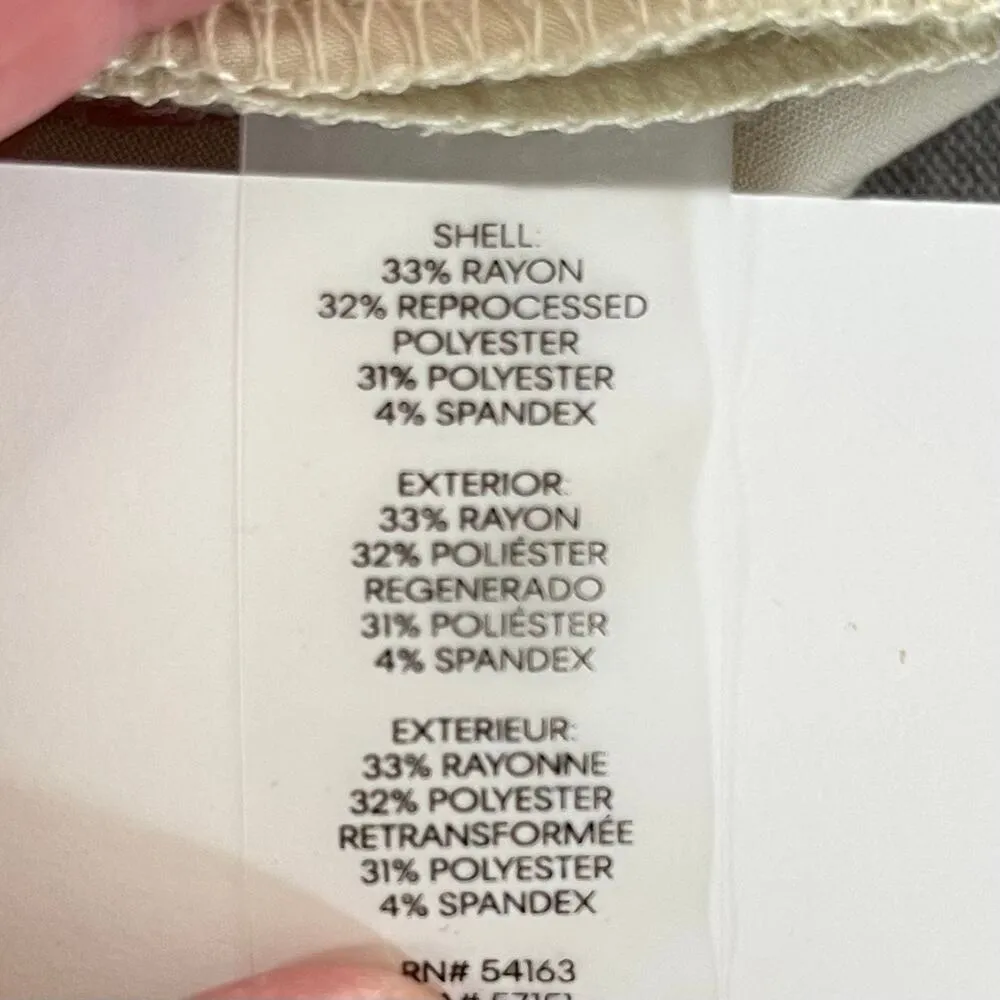 SHELL:
33% RAYON
32% REPROCESSED
POLYESTER
31% POLYESTER
4% SPANDEX
EXTERIOR:
33% RAYON
32% POLIÉSTER
REGENERADO
31% POLIÉSTER
4% SPANDEX
EXTERIEUR:
33% RAYONNE
32% POLYESTER
RETRANSFORMÉE
31% POLYESTER
4% SPANDEX
RN# 54163